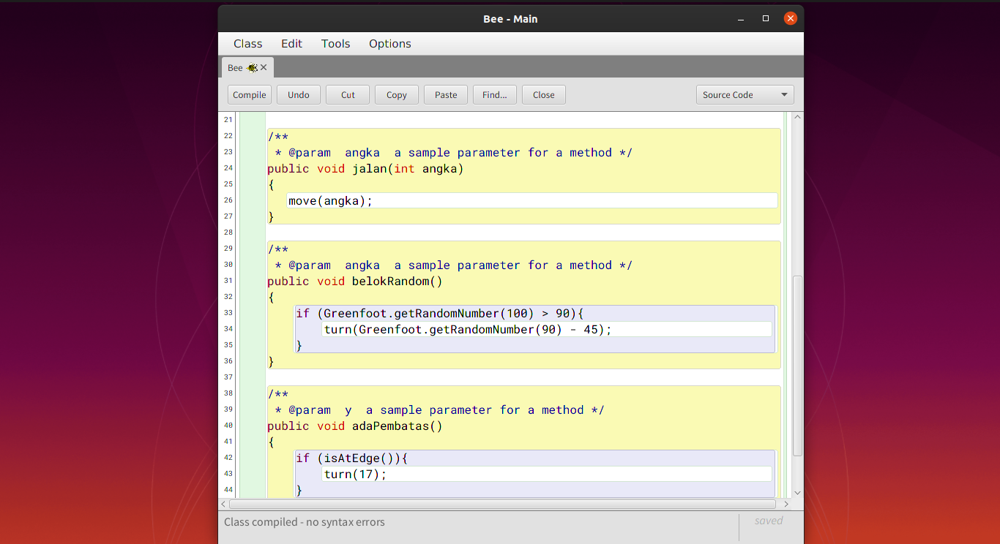 Bee - Main
Class Edit Tools Options
Bee
Compile Undo Cut Copy Paste Find... Close Source Code
21
22 /**
23 * @param angka a sample parameter for a method */
24 public void jalan(int angka)
25 {
26 move(angka);
27 }
28
29 /**
30 * @param angka a sample parameter for a method */
31 public void belokRandom()
32 {
33 if (Greenfoot.getRandomNumber(100) > 90){
34 turn(Greenfoot.getRandomNumber(90) - 45);
35 }
36 }
37
38 /**
39 * @param y a sample parameter for a method */
40 public void adaPembatas()
41 {
42 if (isAtEdge()){
43 turn(17);
44 }
Class compiled - no syntax errors saved